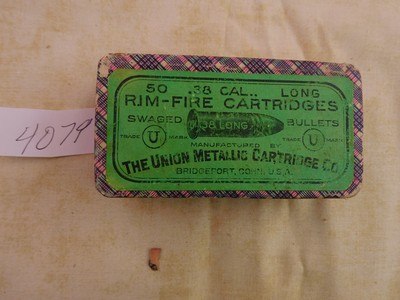 50 .38 CAL. LONG
RIM-FIRE CARTRIDGES
SWAGED BULLETS
.38 LONG
TRADE U MARK TRADE U MARK
MANUFACTURED BY
THE UNION METALLIC CARTRIDGE CO.
BRIDGEPORT, CONN, U.S.A.
4079